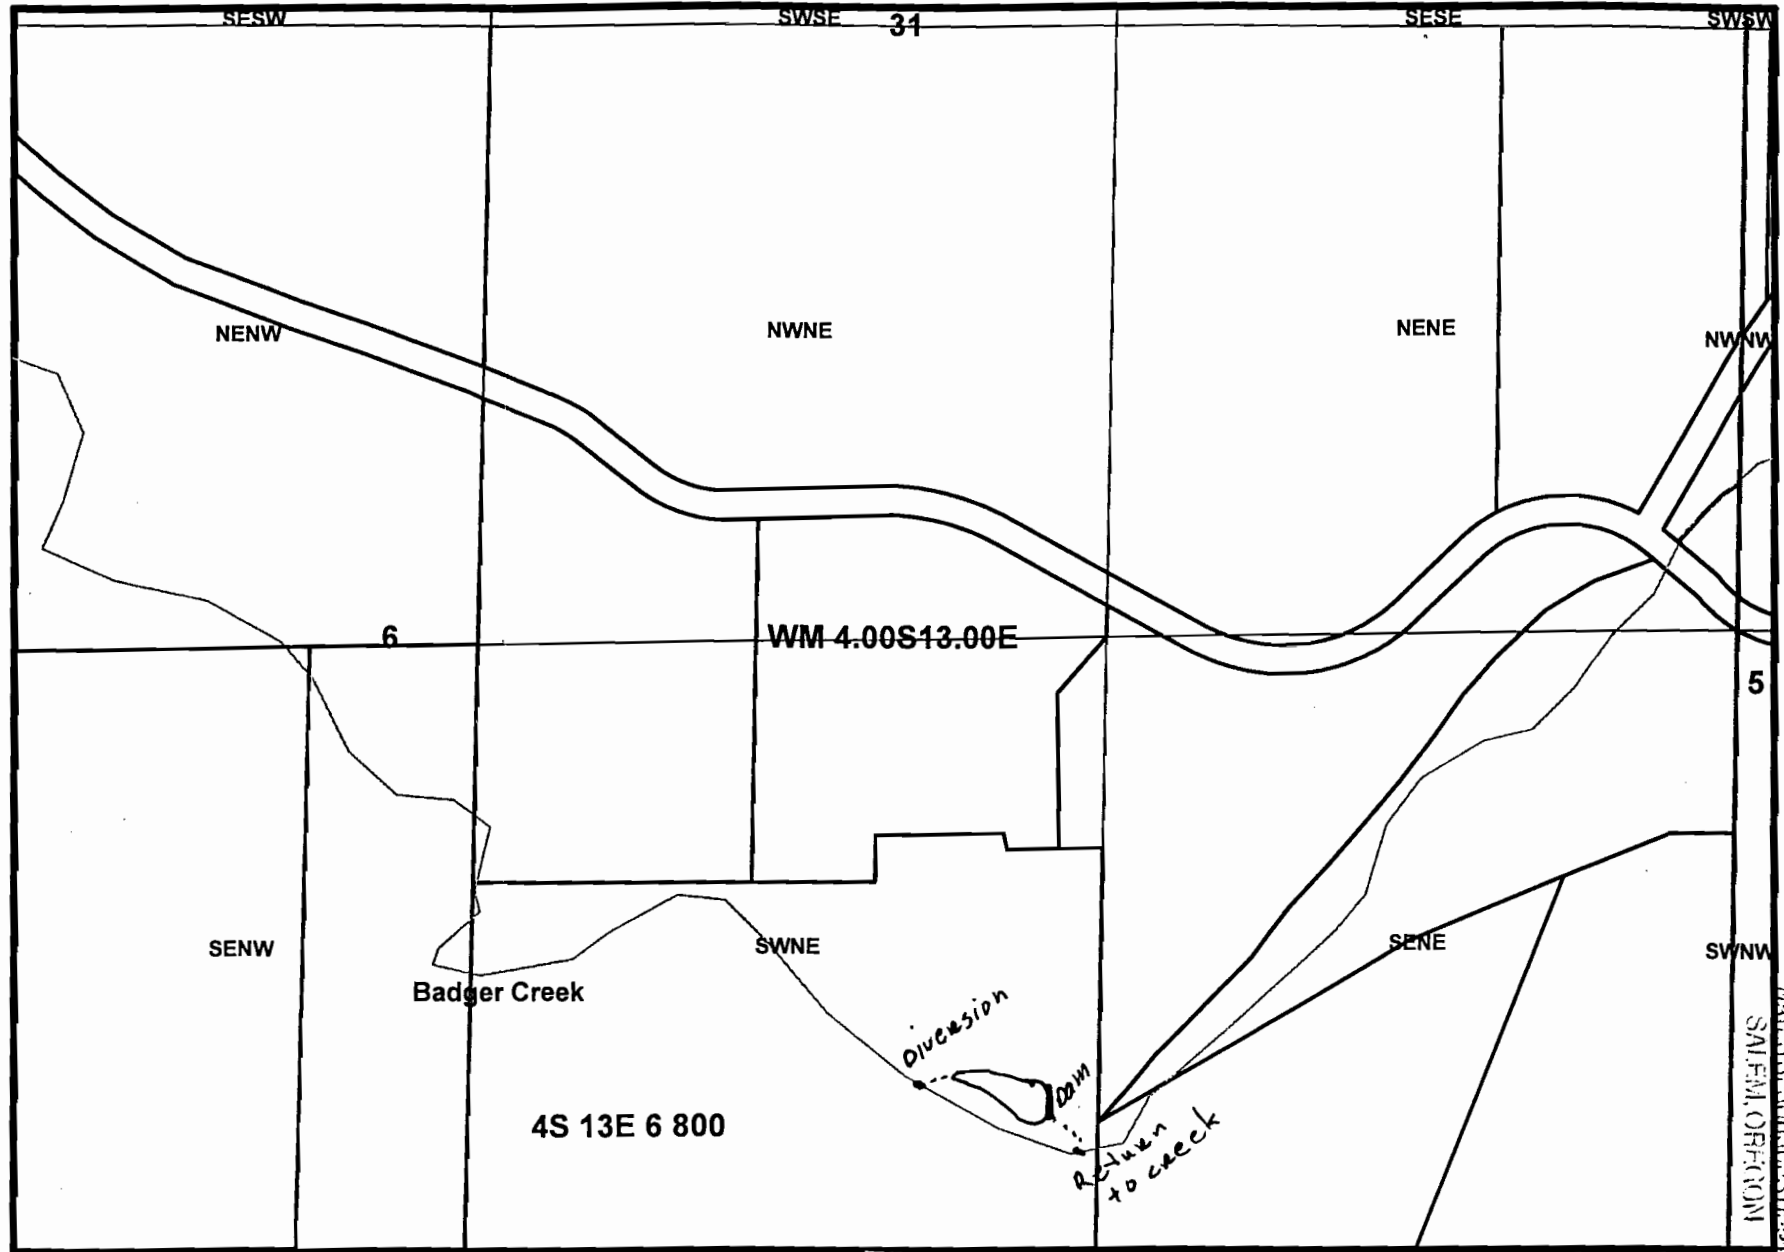 SESW
SWSE
31
SESE
SWSW
NENW
NWNE
NENE
NWNW
6
WM 4.00S13.00E
5
SENW
SWNE
SENE
SWNW
Badger Creek
Diversion
Dam
4S 13E 6 800
Return
to creek
SALEM, OREGON